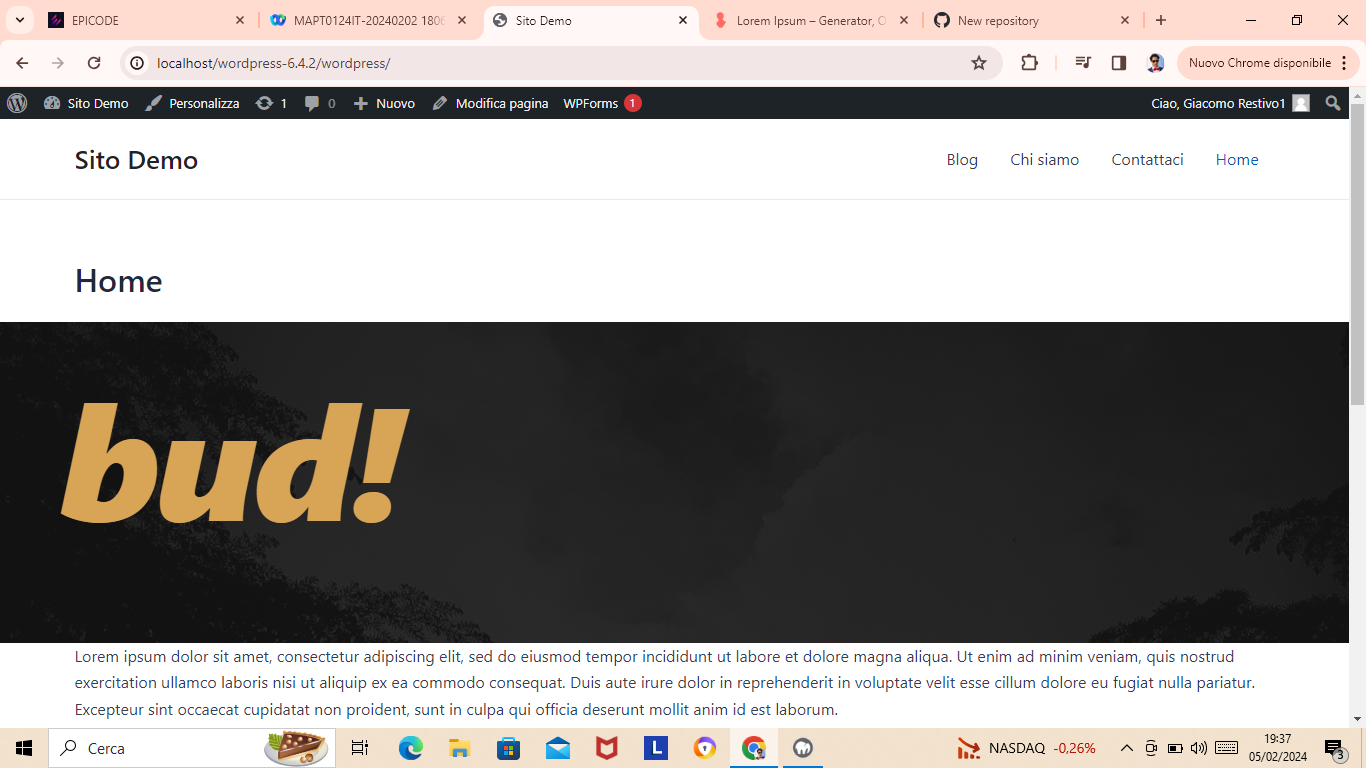 EPICODE
MAPT0124IT-20240202 1806
Sito Demo
Lorem Ipsum – Generator, O
New repository
localhost/wordpress-6.4.2/wordpress/
Nuovo Chrome disponibile
Sito Demo
Personalizza
1
0
Nuovo
Modifica pagina
WPForms 1
Ciao, Giacomo Restivo1
Sito Demo
Blog
Chi siamo
Contattaci
Home
Home
bud!
Lorem ipsum dolor sit amet, consectetur adipiscing elit, sed do eiusmod tempor incididunt ut labore et dolore magna aliqua. Ut enim ad minim veniam, quis nostrud
exercitation ullamco laboris nisi ut aliquip ex ea commodo consequat. Duis aute irure dolor in reprehenderit in voluptate velit esse cillum dolore eu fugiat nulla pariatur.
Excepteur sint occaecat cupidatat non proident, sunt in culpa qui officia deserunt mollit anim id est laborum.
Cerca
L
NASDAQ -0,26%
19:37
05/02/2024
3